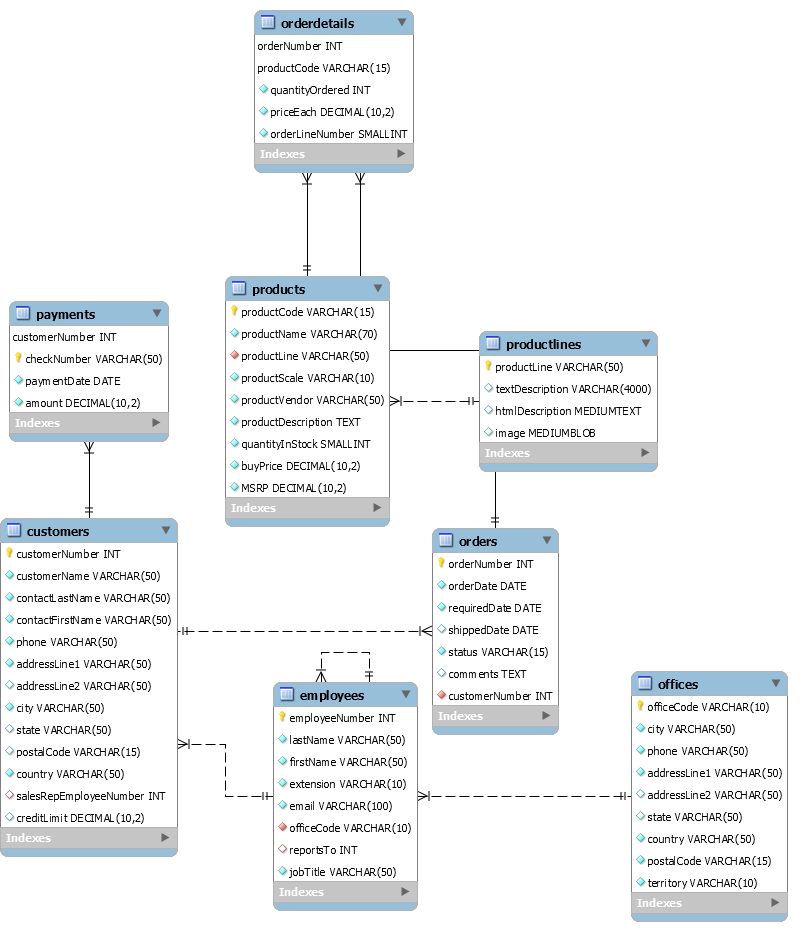 orderdetails
orderNumber INT
productCode VARCHAR(15)
quantityOrdered INT
priceEach DECIMAL(10,2)
orderLineNumber SMALLINT
Indexes
products
productCode VARCHAR(15)
productName VARCHAR(70)
productLine VARCHAR(50)
productScale VARCHAR(10)
productVendor VARCHAR(50)
productDescription TEXT
quantityInStock SMALLINT
buyPrice DECIMAL(10,2)
MSRP DECIMAL(10,2)
Indexes
payments
customerNumber INT
checkNumber VARCHAR(50)
paymentDate DATE
amount DECIMAL(10,2)
Indexes
productlines
productLine VARCHAR(50)
textDescription VARCHAR(4000)
htmlDescription MEDIUMTEXT
image MEDIUMBLOB
Indexes
customers
customerNumber INT
customerName VARCHAR(50)
contactLastName VARCHAR(50)
contactFirstName VARCHAR(50)
phone VARCHAR(50)
addressLine1 VARCHAR(50)
addressLine2 VARCHAR(50)
city VARCHAR(50)
state VARCHAR(50)
postalCode VARCHAR(15)
country VARCHAR(50)
salesRepEmployeeNumber INT
creditLimit DECIMAL(10,2)
Indexes
orders
orderNumber INT
orderDate DATE
requiredDate DATE
shippedDate DATE
status VARCHAR(15)
comments TEXT
customerNumber INT
Indexes
employees
employeeNumber INT
lastName VARCHAR(50)
firstName VARCHAR(50)
extension VARCHAR(10)
email VARCHAR(100)
officeCode VARCHAR(10)
reportsTo INT
jobTitle VARCHAR(50)
Indexes
offices
officeCode VARCHAR(10)
city VARCHAR(50)
phone VARCHAR(50)
addressLine1 VARCHAR(50)
addressLine2 VARCHAR(50)
state VARCHAR(50)
country VARCHAR(50)
postalCode VARCHAR(15)
territory VARCHAR(10)
Indexes